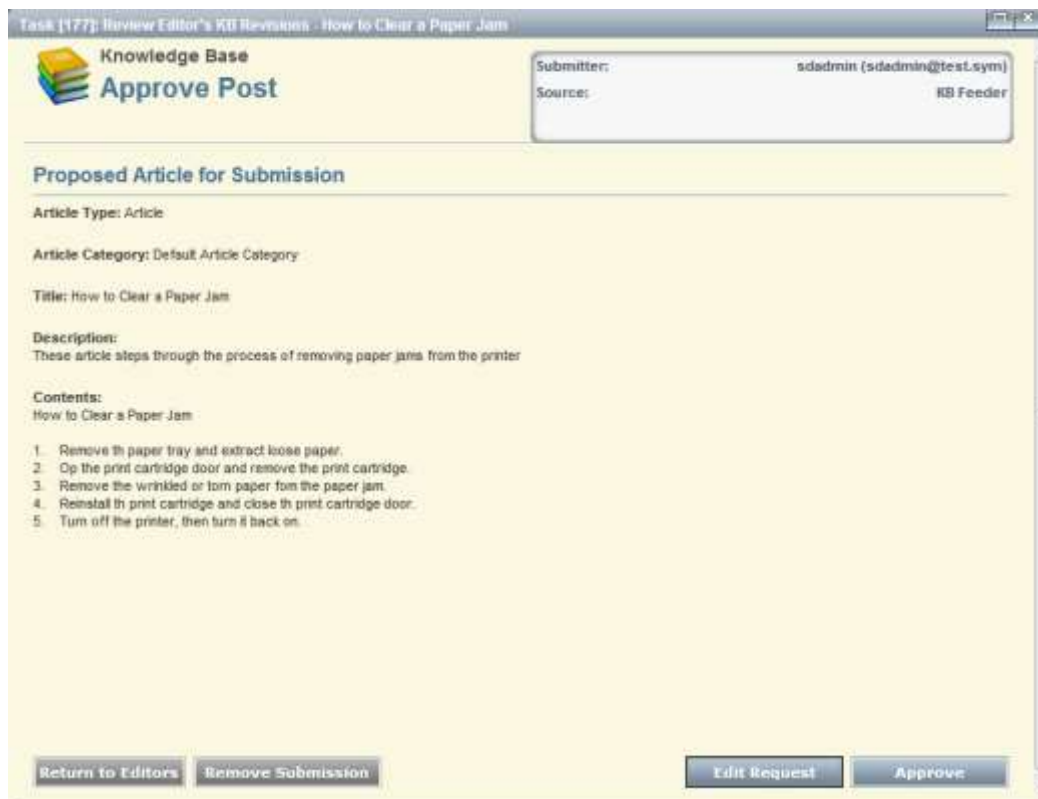 Task [177]: Review Editor's KB Revisions - How to Clear a Paper Jam
Knowledge Base
Approve Post
Submitter: sdadmin (sdadmin@test.sym)
Source: KB Feeder
Proposed Article for Submission
Article Type: Article
Article Category: Default Article Category
Title: How to Clear a Paper Jam
Description:
These article steps through the process of removing paper jams from the printer
Contents:
How to Clear a Paper Jam
1. Remove th paper tray and extract loose paper.
2. Op the print cartridge door and remove the print cartridge.
3. Remove the wrinkled or torn paper fom the paper jam.
4. Reinstall th print cartridge and close th print cartridge door.
5. Turn off the printer, then turn it back on.
Return to Editors Remove Submission Edit Request Approve